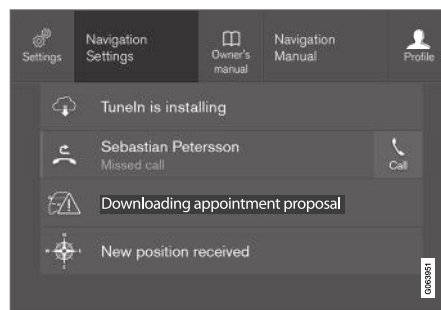 Settings
Navigation
Settings
Owner's
manual
Navigation
Manual
Profile
TuneIn is installing
Sebastian Petersson
Missed call
Call
Downloading appointment proposal
New position received
G063951